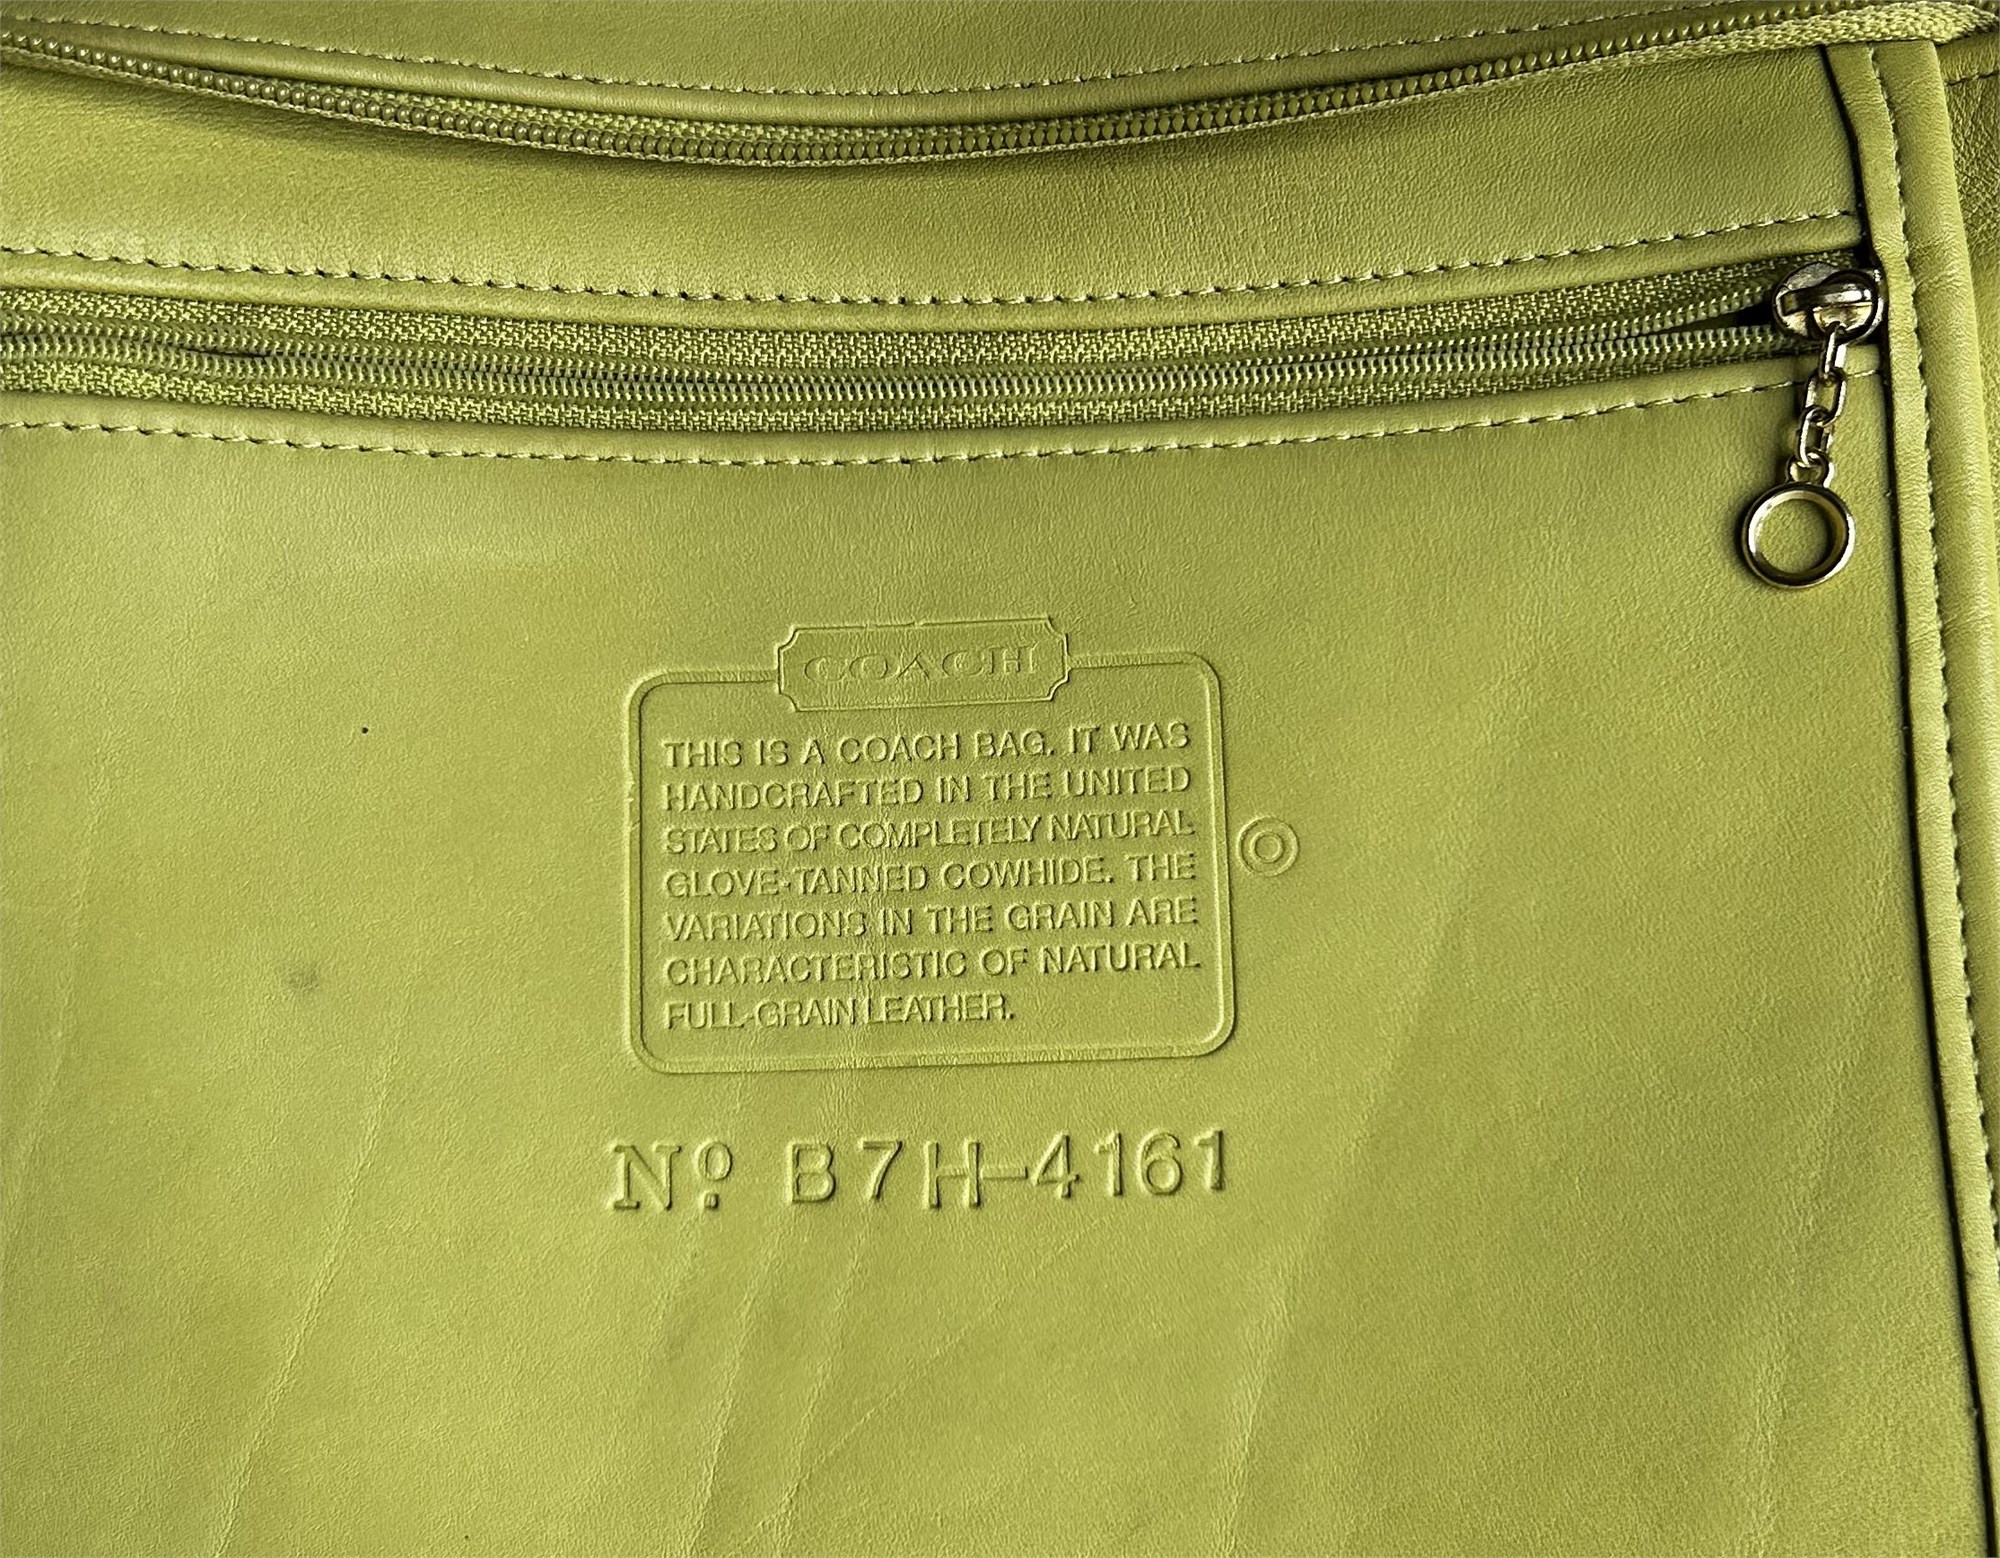 COACH
THIS IS A COACH BAG. IT WAS
HANDCRAFTED IN THE UNITED
STATES OF COMPLETELY NATURAL
GLOVE-TANNED COWHIDE. THE
VARIATIONS IN THE GRAIN ARE
CHARACTERISTIC OF NATURAL
FULL-GRAIN LEATHER.
Nº B7H-4161